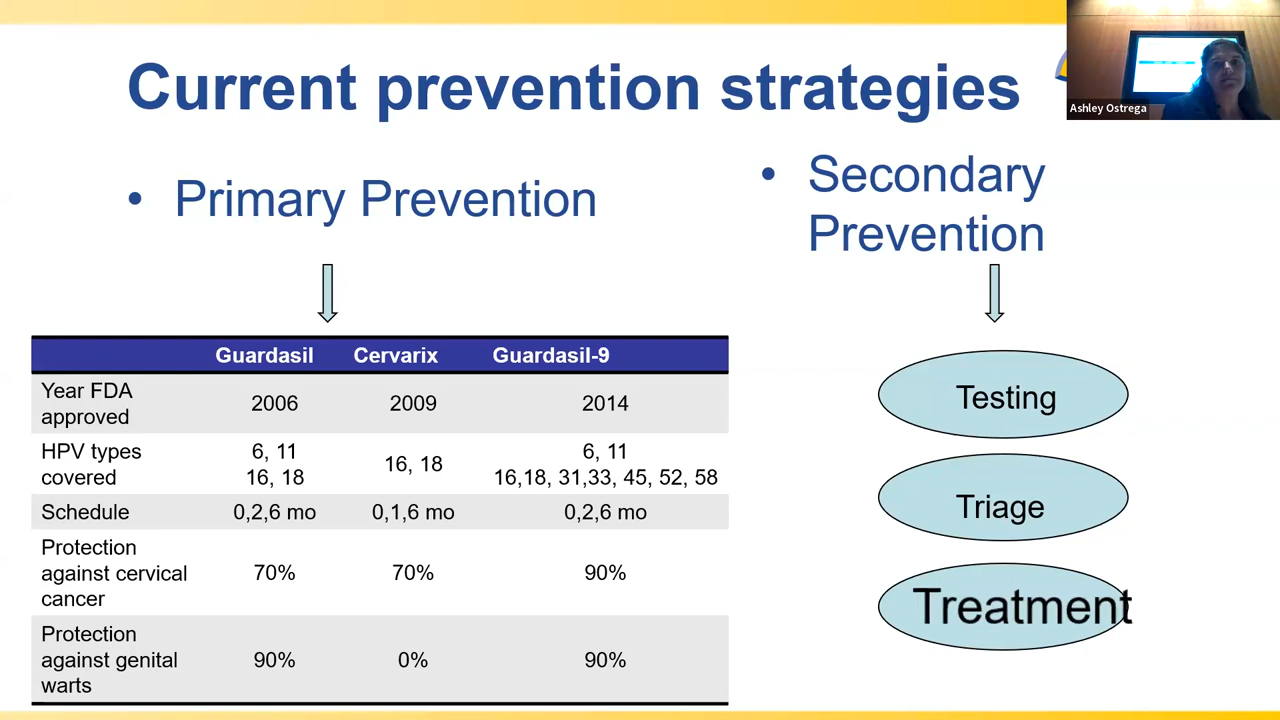 Current prevention strategies
Ashley Ostrega
• Primary Prevention
• Secondary
Prevention
Guardasil Cervarix Guardasil-9
Year FDA
approved
2006 2009 2014
HPV types
covered
6, 11
16, 18
16, 18
6, 11
16,18, 31,33, 45, 52, 58
Schedule 0,2,6 mo 0,1,6 mo 0,2,6 mo
Protection
against cervical
cancer
70% 70% 90%
Protection
against genital
warts
90% 0% 90%
Testing
Triage
Treatment